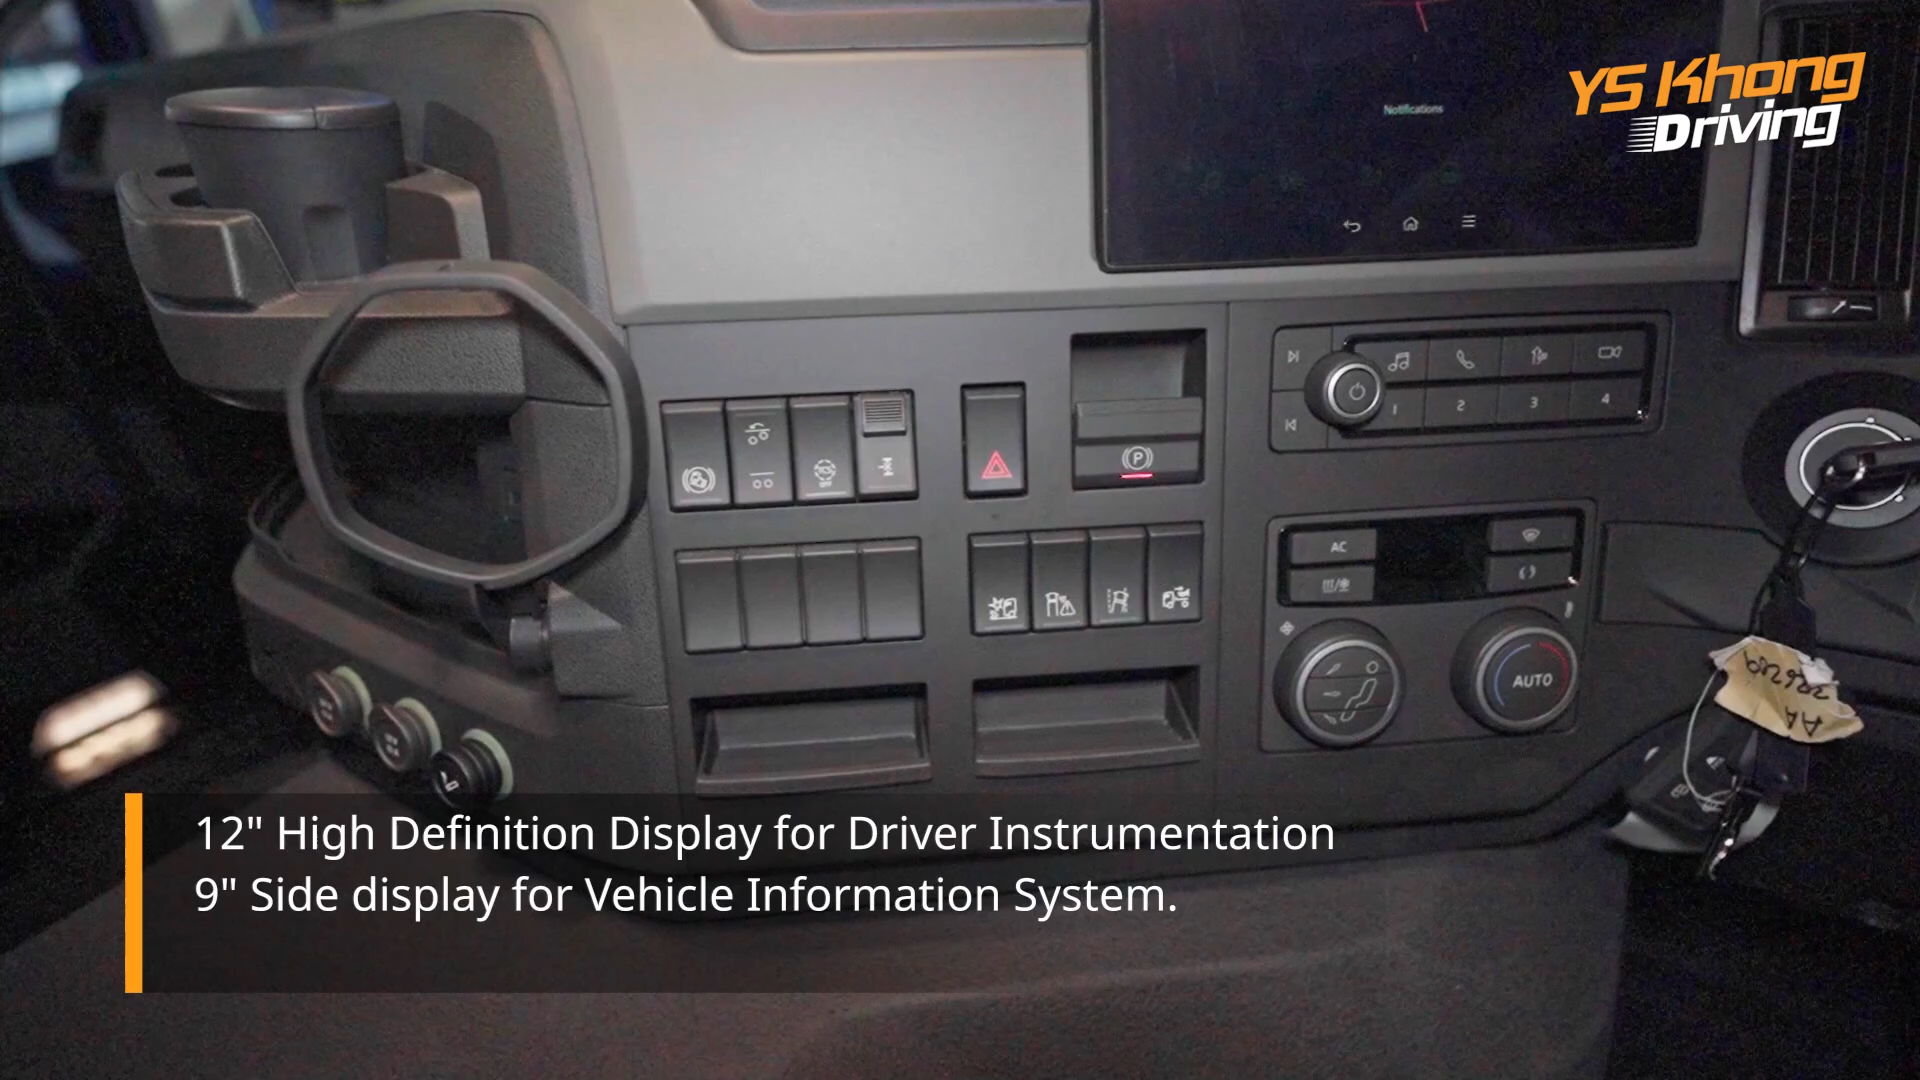 YS Khong
Driving
Notifications
1
2
3
4
AC
AUTO
AA
12" High Definition Display for Driver Instrumentation
9" Side display for Vehicle Information System.